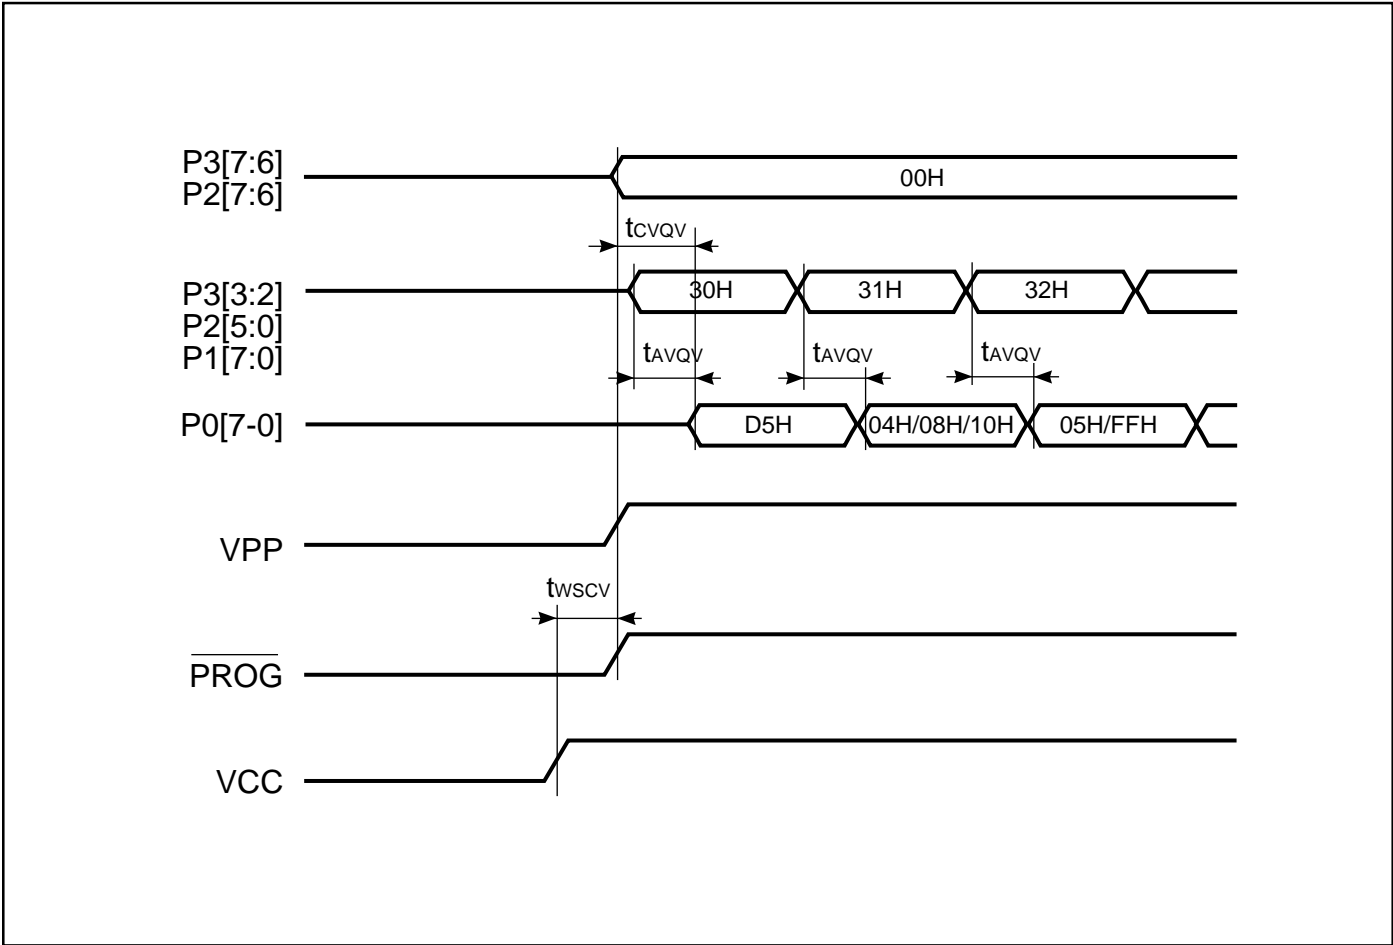 P3[7:6]
P2[7:6]
00H
tCVQV
P3[3:2]
P2[5:0]
P1[7:0]
30H
31H
32H
tAVQV
tAVQV
tAVQV
P0[7-0]
D5H
04H/08H/10H
05H/FFH
VPP
tWSCV
PROG
VCC